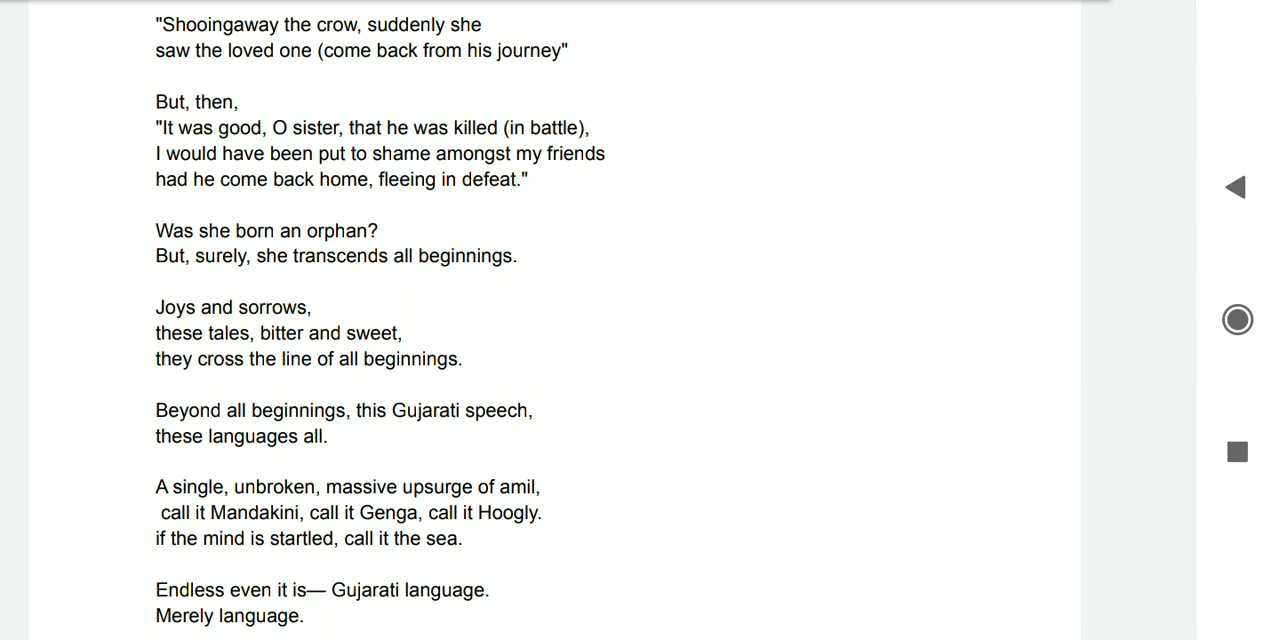 "Shooingaway the crow, suddenly she
saw the loved one (come back from his journey"
But, then,
"It was good, O sister, that he was killed (in battle),
I would have been put to shame amongst my friends
had he come back home, fleeing in defeat."
Was she born an orphan?
But, surely, she transcends all beginnings.
Joys and sorrows,
these tales, bitter and sweet,
they cross the line of all beginnings.
Beyond all beginnings, this Gujarati speech,
these languages all.
A single, unbroken, massive upsurge of amil,
call it Mandakini, call it Genga, call it Hoogly.
if the mind is startled, call it the sea.
Endless even it is— Gujarati language.
Merely language.